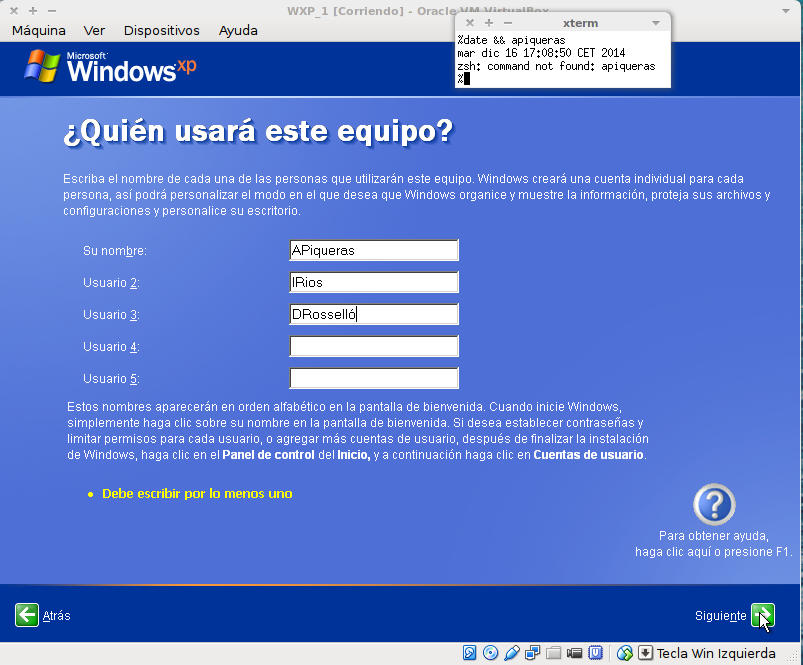 WXP_1 [Corriendo] - Oracle VM VirtualBox
Máquina Ver Dispositivos Ayuda
xterm
%date && apiqueras
mar dic 16 17:08:50 CET 2014
zsh: command not found: apiqueras
%
Microsoft
Windows xp
¿Quién usará este equipo?
Escriba el nombre de cada una de las personas que utilizarán este equipo. Windows creará una cuenta individual para cada
persona, así podrá personalizar el modo en el que desea que Windows organice y muestre la información, proteja sus archivos y
configuraciones y personalice su escritorio.
Su nombre: APiqueras
Usuario 2: IRios
Usuario 3: DRosselló
Usuario 4:
Usuario 5:
Estos nombres aparecerán en orden alfabético en la pantalla de bienvenida. Cuando inicie Windows,
simplemente haga clic sobre su nombre en la pantalla de bienvenida. Si desea establecer contraseñas y
limitar permisos para cada usuario, o agregar más cuentas de usuario, después de finalizar la instalación
de Windows, haga clic en el Panel de control del Inicio, y a continuación haga clic en Cuentas de usuario.
• Debe escribir por lo menos uno
Para obtener ayuda,
haga clic aquí o presione F1.
Atrás
Siguiente
Tecla Win Izquierda